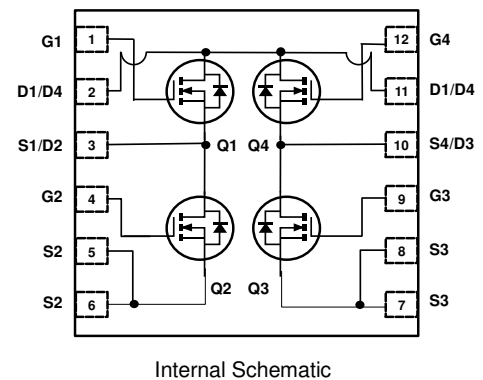 G1 1 12 G4
D1/D4 2 11 D1/D4
S1/D2 3 Q1 Q4 10 S4/D3
G2 4 9 G3
S2 5 8 S3
Q2 Q3
S2 6 7 S3
Internal Schematic